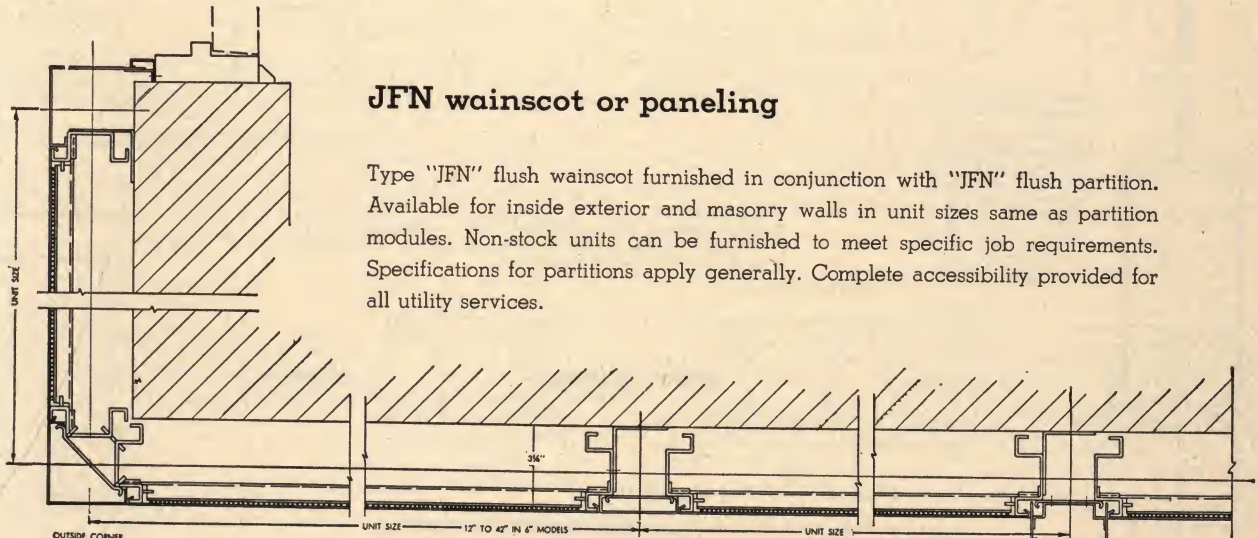 JFN wainscot or paneling
Type "JFN" flush wainscot furnished in conjunction with "JFN" flush partition.
Available for inside exterior and masonry walls in unit sizes same as partition
modules. Non-stock units can be furnished to meet specific job requirements.
Specifications for partitions apply generally. Complete accessibility provided for
all utility services.
UNIT SIZE
UNIT SIZE 12" TO 42" IN 6" MODELS
UNIT SIZE
OUTSIDE CORNER